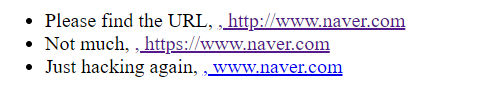 Please find the URL, , http://www.naver.com
Not much, , https://www.naver.com
Just hacking again, , www.naver.com